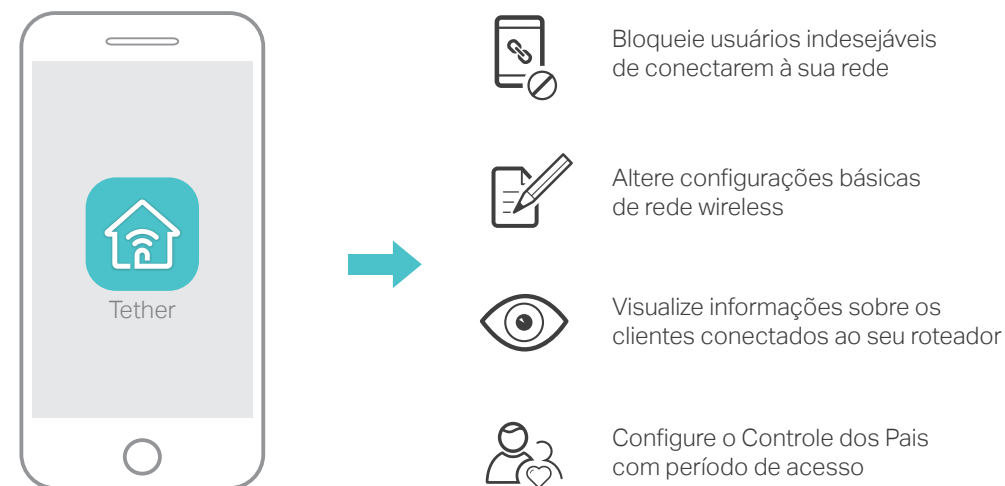 Tether
Bloqueie usuários indesejáveis
de conectarem à sua rede
Altere configurações básicas
de rede wireless
Visualize informações sobre os
clientes conectados ao seu roteador
Configure o Controle dos Pais
com período de acesso